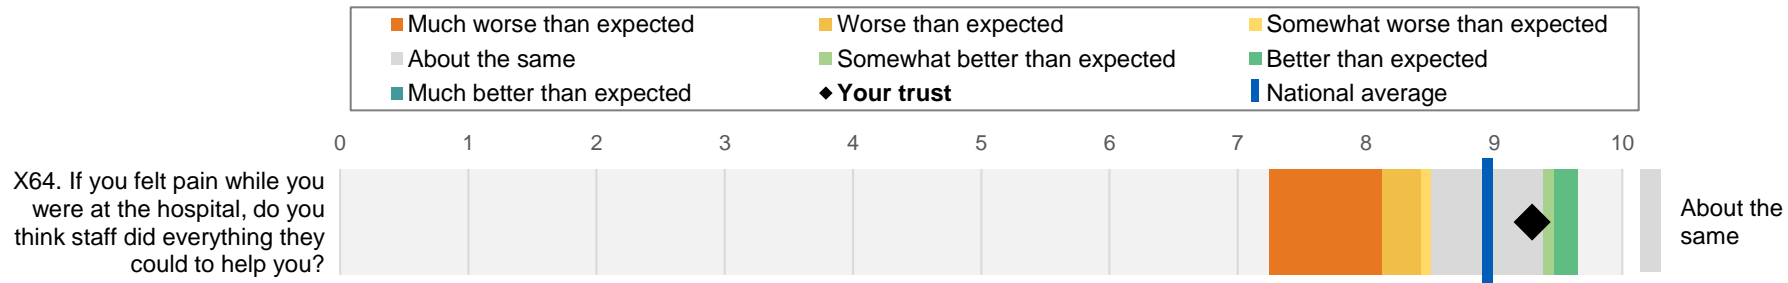 Much worse than expected
Worse than expected
Somewhat worse than expected
About the same
Somewhat better than expected
Better than expected
Much better than expected
Your trust
National average
0 1 2 3 4 5 6 7 8 9 10
X64. If you felt pain while you
were at the hospital, do you
think staff did everything they
could to help you?
About the
same